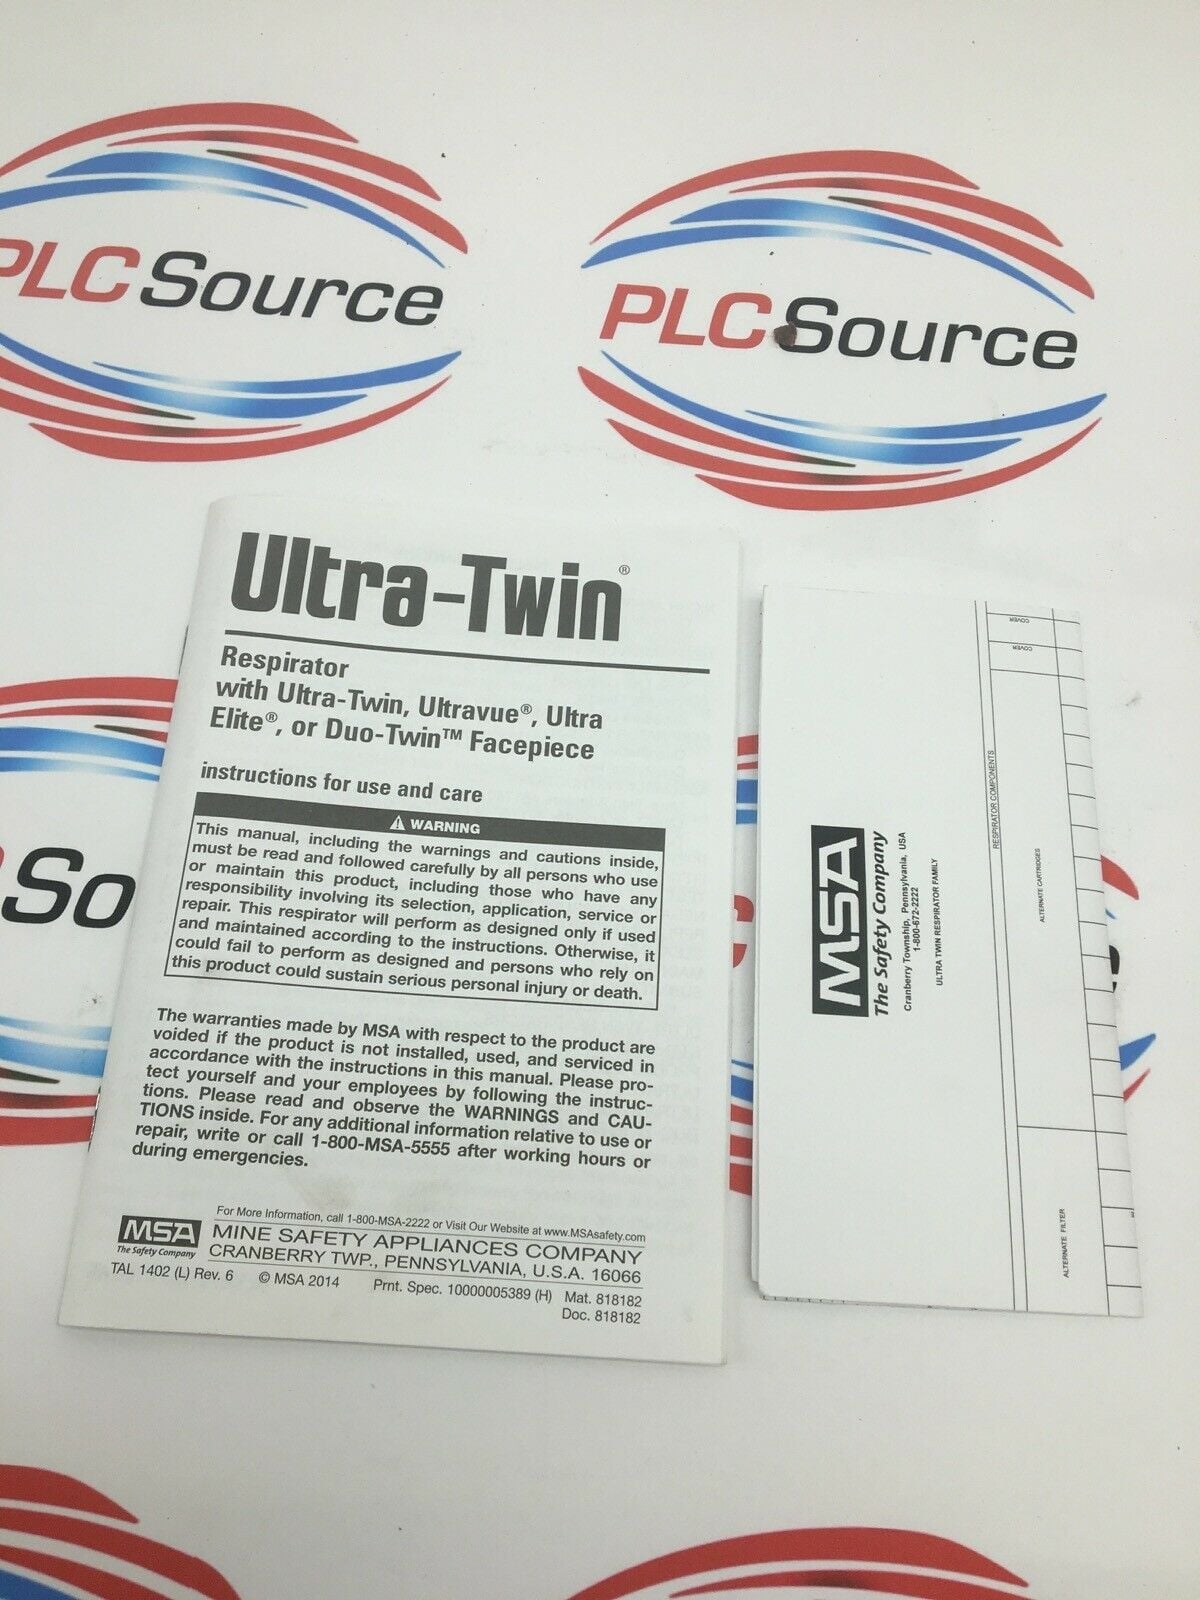 PLCSource
PLCSource
So
Ultra-Twin®
Respirator
with Ultra-Twin, Ultravue®, Ultra
Elite®, or Duo-Twin™ Facepiece
instructions for use and care
⚠ WARNING
This manual, including the warnings and cautions inside,
must be read and followed carefully by all persons who use
or maintain this product, including those who have any
responsibility involving its selection, application, service or
repair. This respirator will perform as designed only if used
and maintained according to the instructions. Otherwise, it
could fail to perform as designed and persons who rely on
this product could sustain serious personal injury or death.
The warranties made by MSA with respect to the product are
voided if the product is not installed, used, and serviced in
accordance with the instructions in this manual. Please pro-
tect yourself and your employees by following the instruc-
tions. Please read and observe the WARNINGS and CAU-
TIONS inside. For any additional information relative to use or
repair, write or call 1-800-MSA-5555 after working hours or
during emergencies.
For More Information, call 1-800-MSA-2222 or Visit Our Website at www.MSAsafety.com
MSA
The Safety Company
MINE SAFETY APPLIANCES COMPANY
CRANBERRY TWP., PENNSYLVANIA, U.S.A. 16066
TAL 1402 (L) Rev. 6 © MSA 2014 Prnt. Spec. 10000005389 (H) Mat. 818182
Doc. 818182
MSA
The Safety Company
Cranberry Township, Pennsylvania, USA
1-800-672-2222
ULTRA TWIN RESPIRATOR FAMILY
RESPIRATOR COMPONENTS
COVER
COVER
ALTERNATE CARTRIDGES
ALTERNATE FILTER